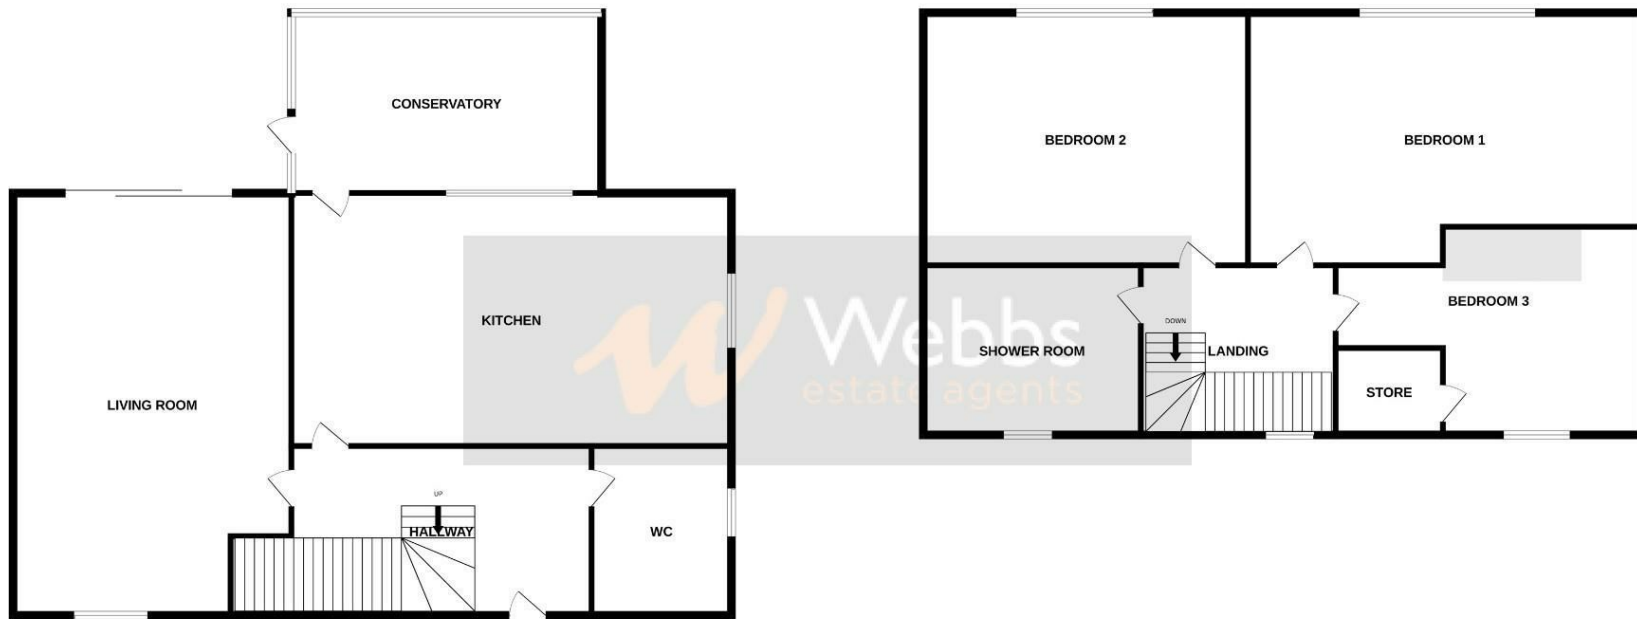 CONSERVATORY
KITCHEN
LIVING ROOM
UP
HALLWAY
WC
BEDROOM 2
BEDROOM 1
BEDROOM 3
SHOWER ROOM
DOWN
LANDING
STORE
Webbs
estate agents